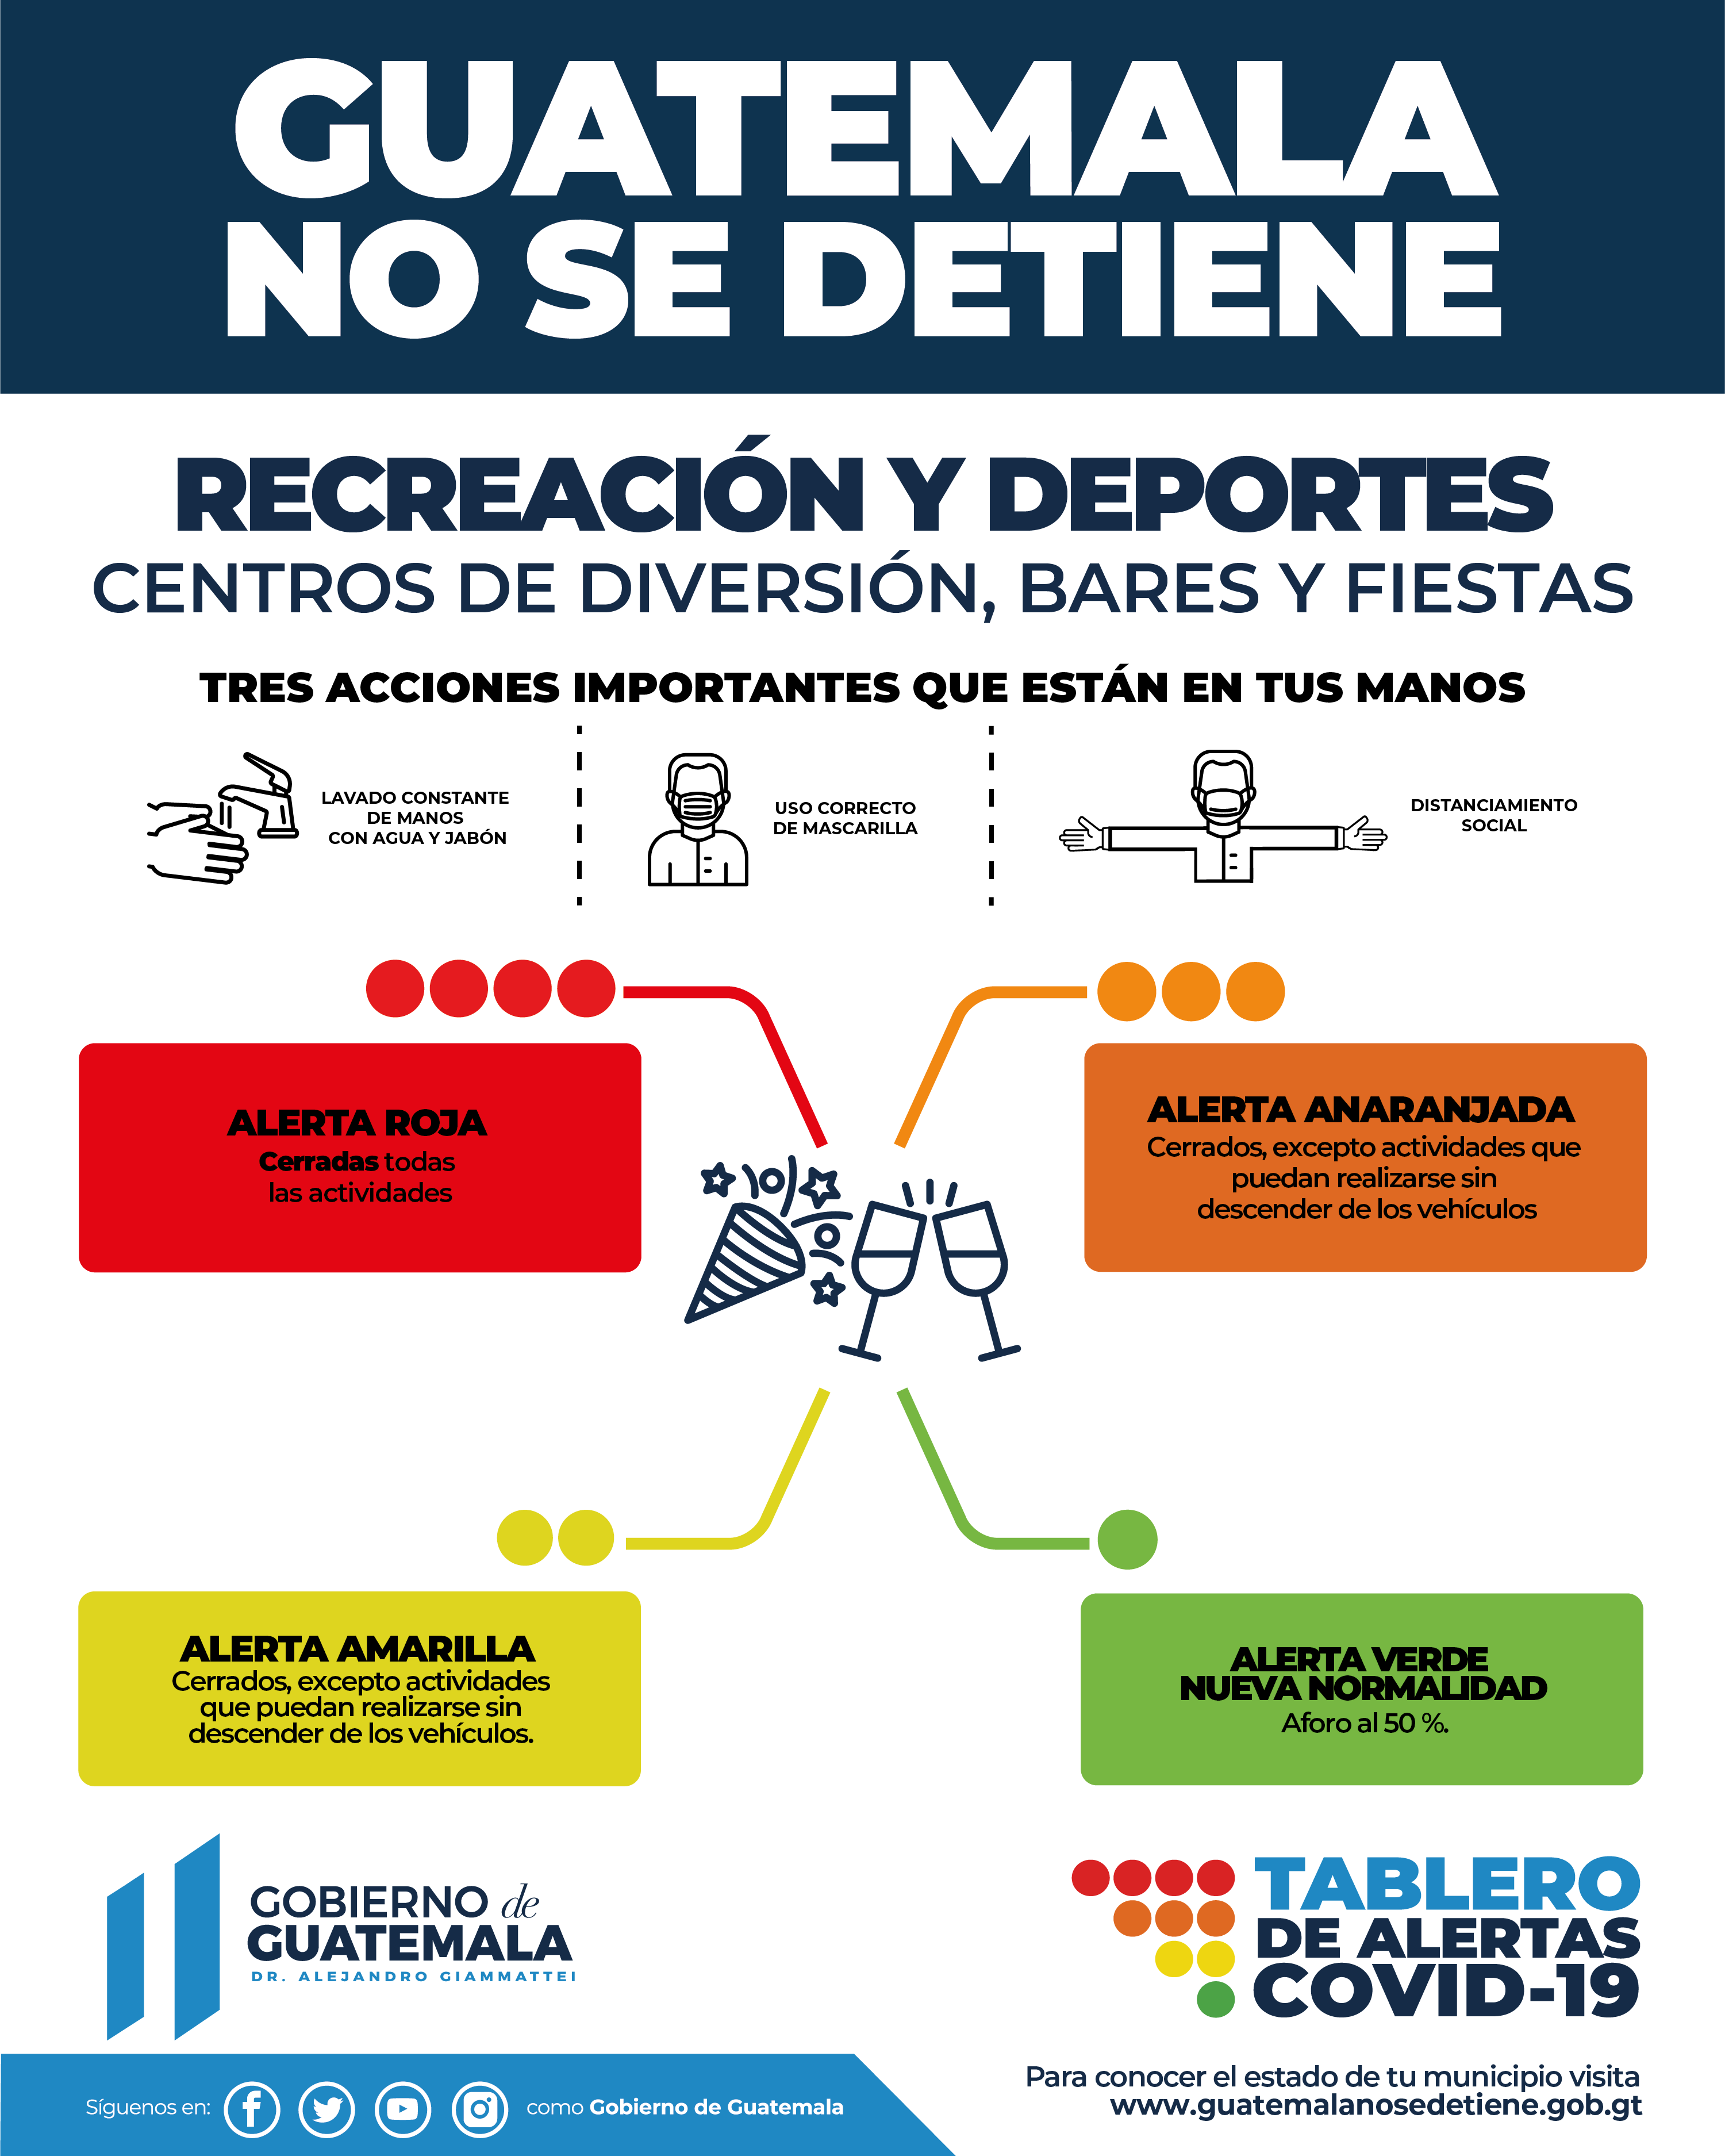 GUATEMALA
NO SE DETIENE
RECREACIÓN Y DEPORTES
CENTROS DE DIVERSIÓN, BARES Y FIESTAS
TRES ACCIONES IMPORTANTES QUE ESTÁN EN TUS MANOS
LAVADO CONSTANTE
DE MANOS
CON AGUA Y JABÓN
USO CORRECTO
DE MASCARILLA
DISTANCIAMIENTO
SOCIAL
ALERTA ROJA
Cerradas todas
las actividades
ALERTA ANARANJADA
Cerrados, excepto actividades que
puedan realizarse sin
descender de los vehículos
ALERTA AMARILLA
Cerrados, excepto actividades
que puedan realizarse sin
descender de los vehículos.
ALERTA VERDE
NUEVA NORMALIDAD
Aforo al 50 %.
GOBIERNO de
GUATEMALA
DR. ALEJANDRO GIAMMATTEI
TABLERO
DE ALERTAS
COVID-19
Síguenos en:
como Gobierno de Guatemala
Para conocer el estado de tu municipio visita
www.guatemalanosedetiene.gob.gt